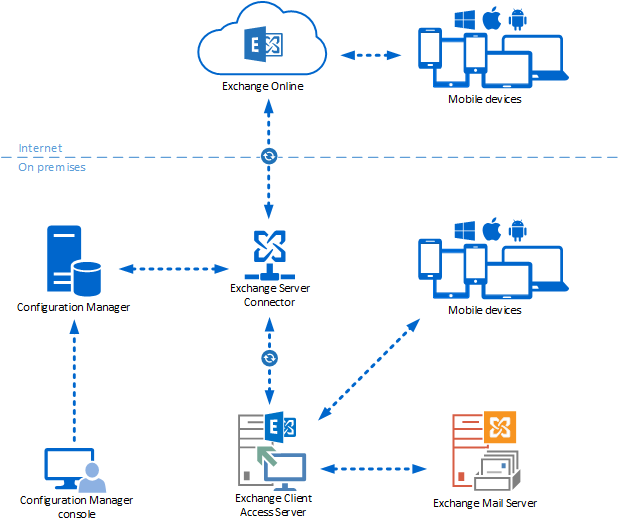 Exchange Online
Mobile devices
Internet
On premises
Configuration Manager
Exchange Server
Connector
Mobile devices
Configuration Manager
console
Exchange Client
Access Server
Exchange Mail Server